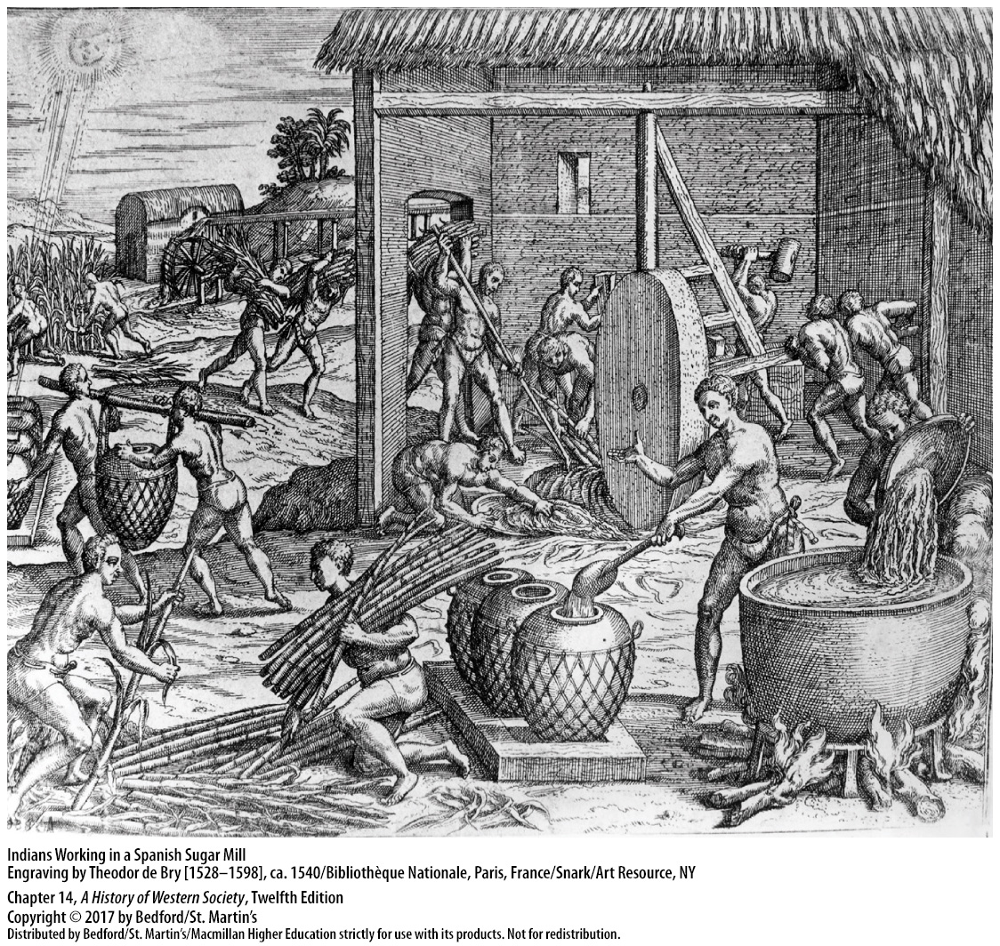 Indians Working in a Spanish Sugar Mill
Engraving by Theodor de Bry [1528–1598], ca. 1540/Bibliothèque Nationale, Paris, France/Snark/Art Resource, NY
Chapter 14, A History of Western Society, Twelfth Edition
Copyright © 2017 by Bedford/St. Martin's
Distributed by Bedford/St. Martin's/Macmillan Higher Education strictly for use with its products. Not for redistribution.